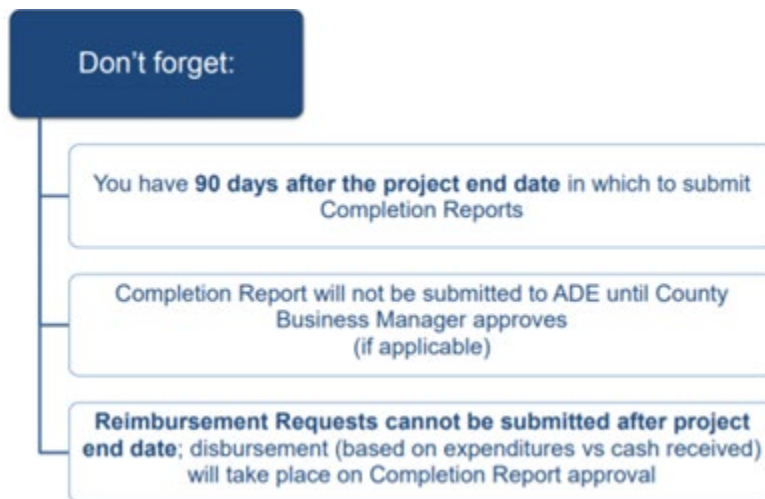 Don't forget:
You have 90 days after the project end date in which to submit
Completion Reports
Completion Report will not be submitted to ADE until County
Business Manager approves
(if applicable)
Reimbursement Requests cannot be submitted after project
end date; disbursement (based on expenditures vs cash received)
will take place on Completion Report approval